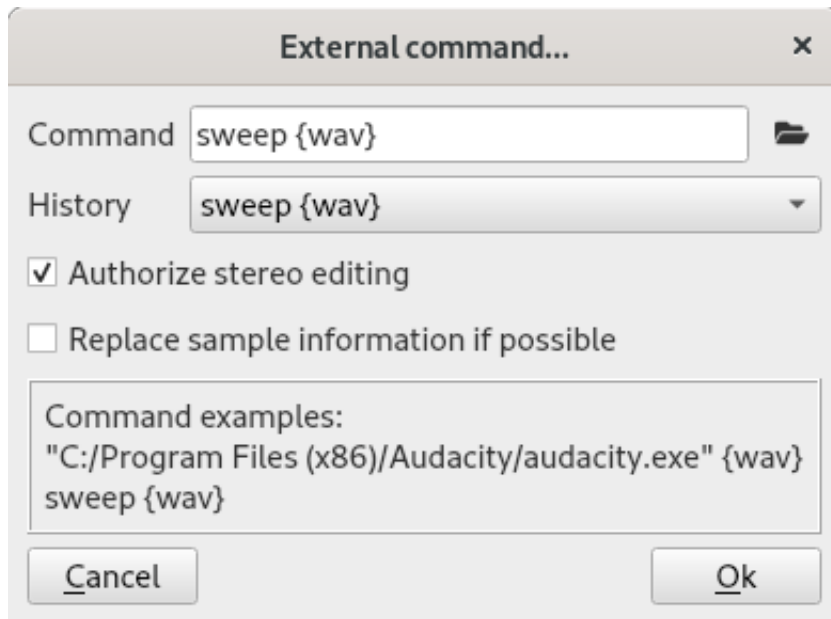 External command...
Command sweep {wav}
History sweep {wav}
Authorize stereo editing
Replace sample information if possible
Command examples:
"C:/Program Files (x86)/Audacity/audacity.exe" {wav}
sweep {wav}
Cancel Ok